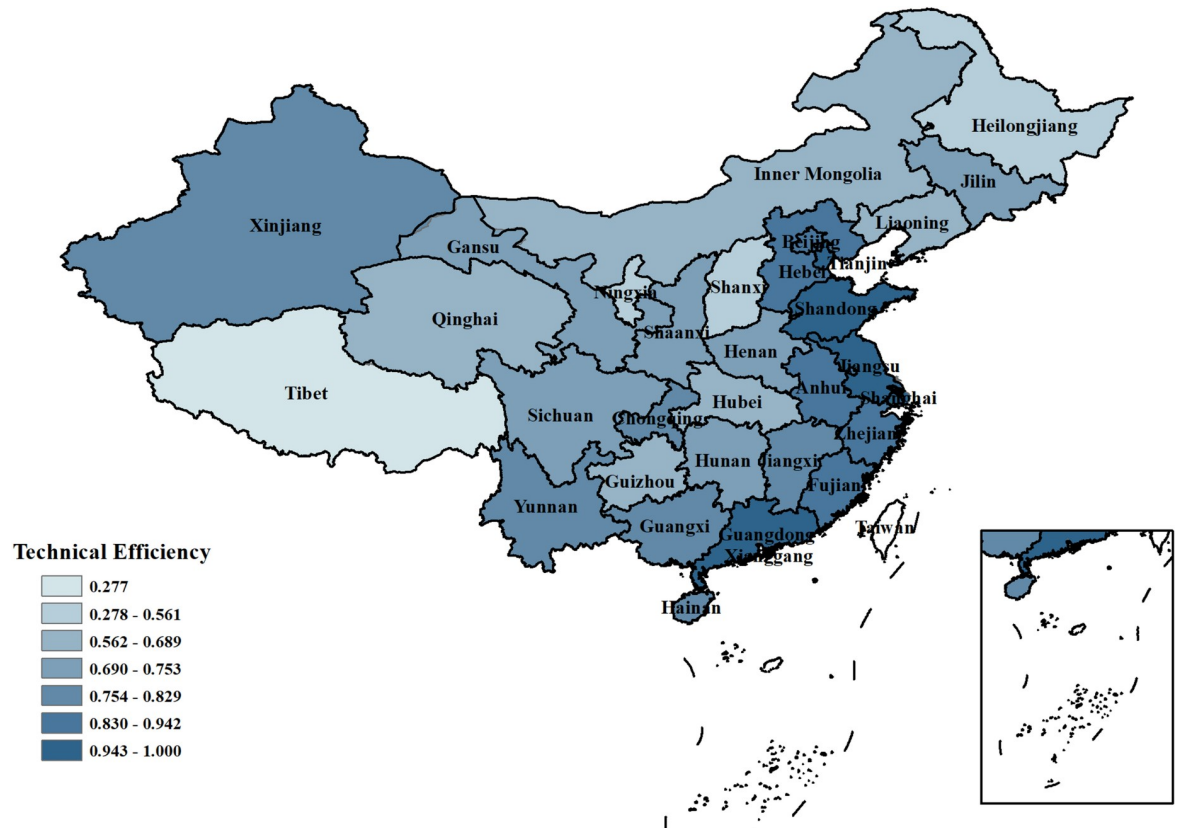 Heilongjiang
Inner Mongolia
Jilin
Xinjiang
Liaoning
Gansu
Beijing
Tianjin
Hebei
Ningxia
Shanxi
Shandong
Qinghai
Shaanxi
Henan
Jiangsu
Tibet
Anhui
Shanghai
Hubei
Sichuan
Chongqing
Zhejian
Hunan
Jiangxi
Guizhou
Fujian
Yunnan
Guangxi
Taiwan
Guangdong
Xianggang
Hainan
Technical Efficiency
0.277
0.278 - 0.561
0.562 - 0.689
0.690 - 0.753
0.754 - 0.829
0.830 - 0.942
0.943 - 1.000